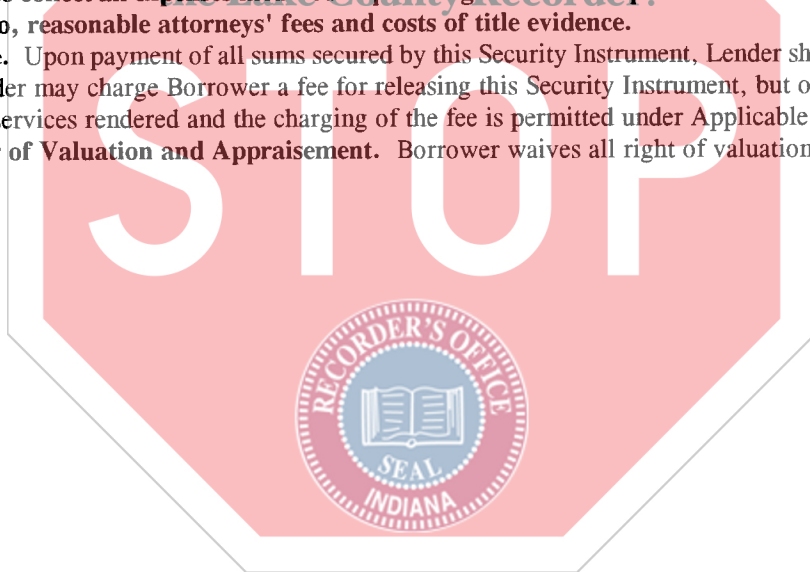 Lake County Recorder!
o, reasonable attorneys' fees and costs of title evidence.
e. Upon payment of all sums secured by this Security Instrument, Lender sh
der may charge Borrower a fee for releasing this Security Instrument, but o
ervices rendered and the charging of the fee is permitted under Applicable
of Valuation and Appraisement. Borrower waives all right of valuation
STOP
RECORDER'S OFFICE
SEAL
INDIANA